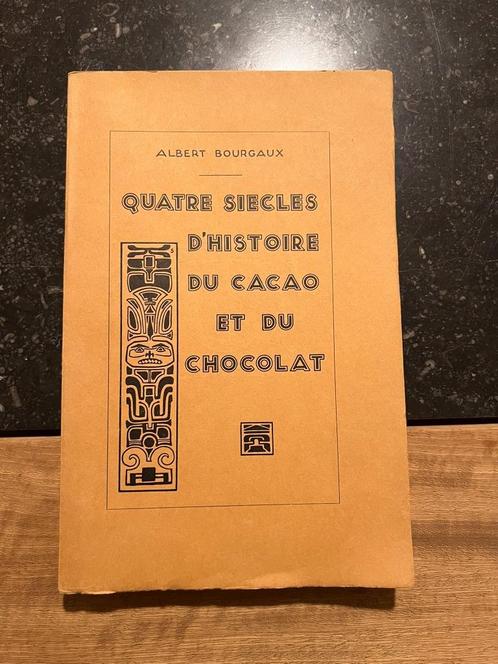 ALBERT BOURGAUX
QUATRE SIECLES
D'HISTOIRE
DU CACAO
ET DU
CHOCOLAT